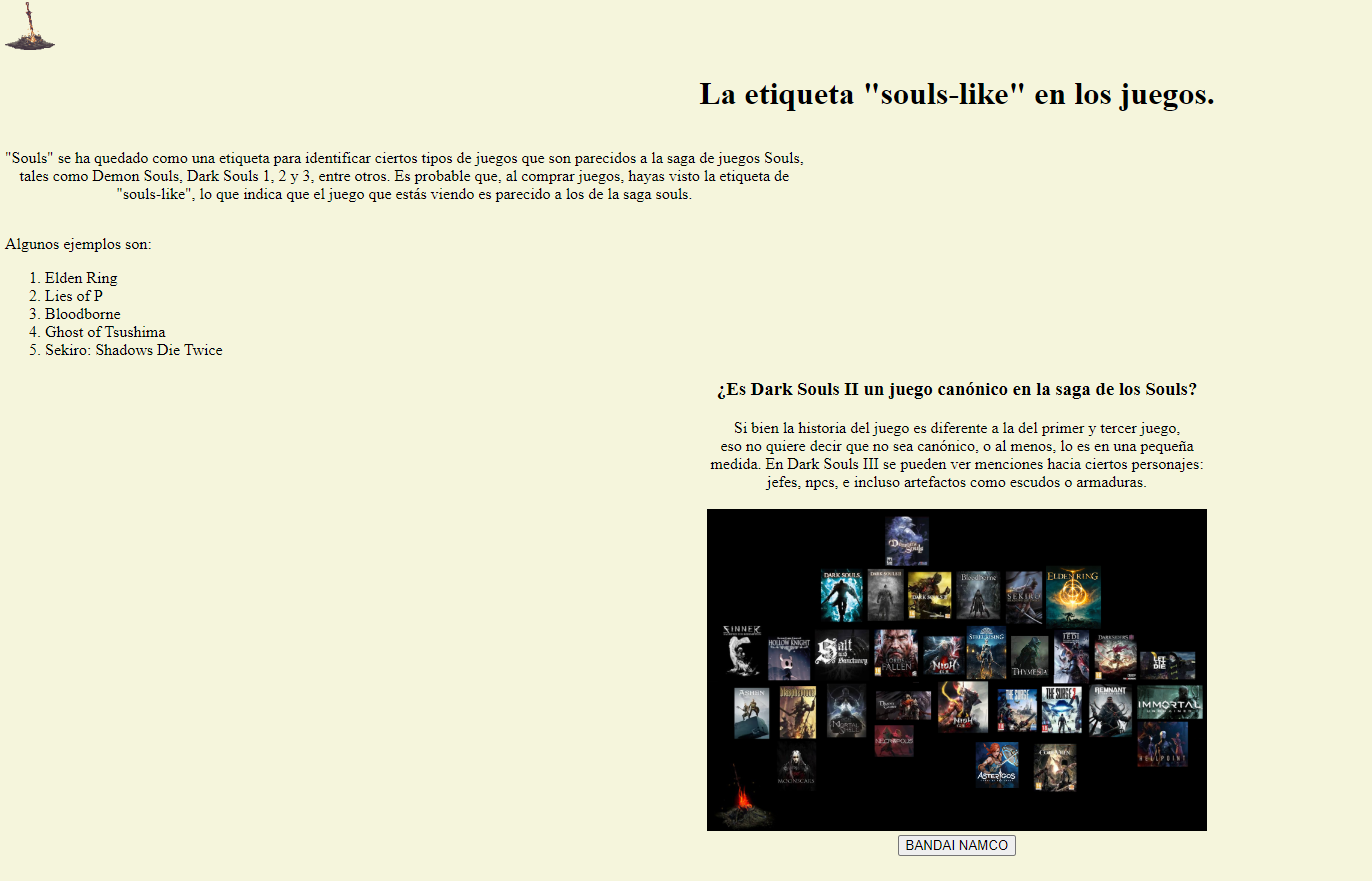 La etiqueta "souls-like" en los juegos.
"Souls" se ha quedado como una etiqueta para identificar ciertos tipos de juegos que son parecidos a la saga de juegos Souls,
tales como Demon Souls, Dark Souls 1, 2 y 3, entre otros. Es probable que, al comprar juegos, hayas visto la etiqueta de
"souls-like", lo que indica que el juego que estás viendo es parecido a los de la saga souls.
Algunos ejemplos son:
1. Elden Ring
2. Lies of P
3. Bloodborne
4. Ghost of Tsushima
5. Sekiro: Shadows Die Twice
¿Es Dark Souls II un juego canónico en la saga de los Souls?
Si bien la historia del juego es diferente a la del primer y tercer juego,
eso no quiere decir que no sea canónico, o al menos, lo es en una pequeña
medida. En Dark Souls III se pueden ver menciones hacia ciertos personajes:
jefes, npcs, e incluso artefactos como escudos o armaduras.
Demon's Souls
DARK SOULS
DARK SOULS II
DARK SOULS III
Bloodborne
SEKIRO
ELDEN RING
SINNER
HOLLOW KNIGHT
Salt and Sanctuary
LORDS FALLEN
NIOH
STEELRISING
THYMESIA
JEDI
DARKSIDERS III
LET IT DIE
ASHEN
Blasphemous
MORTAL SHELL
NIOH
THE SURGE
THE SURGE 2
REMNANT
IMMORTAL
NECROPOLIS
HELLPOINT
MOONSCARS
ASTERIGOS
CODE VEIN
BANDAI NAMCO